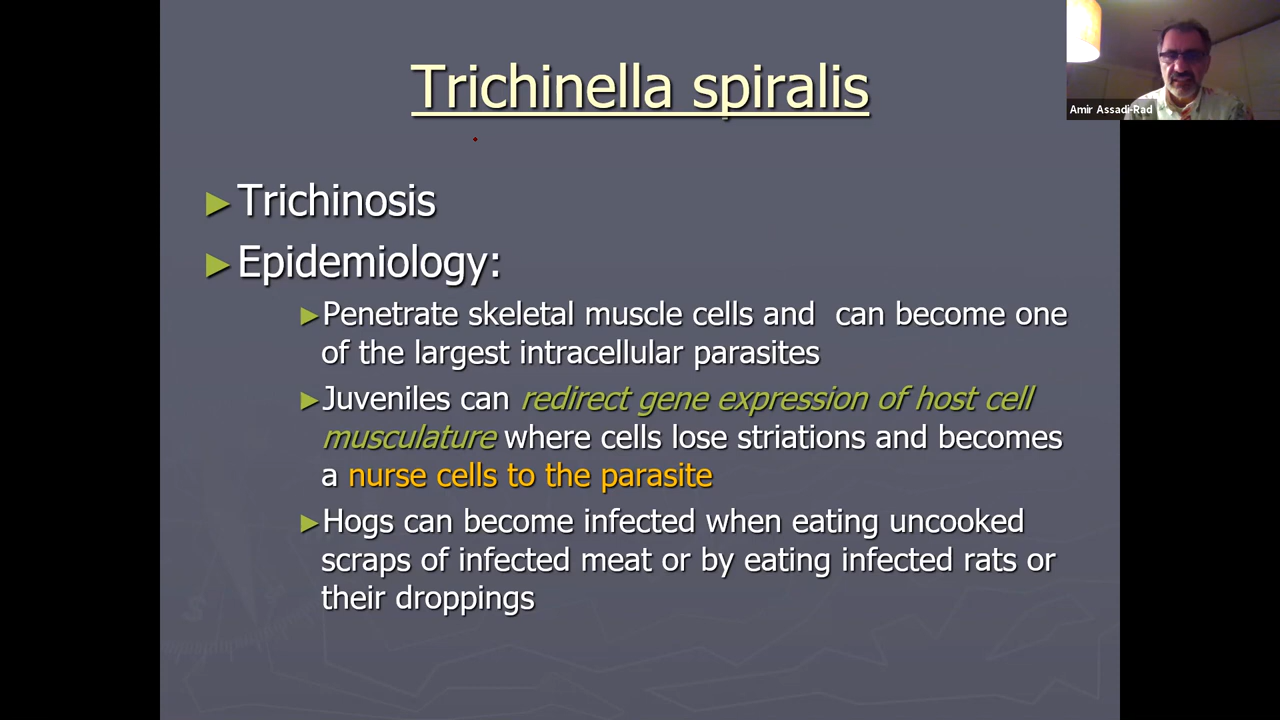 Trichinella spiralis
Amir Assadi-Rad
►Trichinosis
►Epidemiology:
►Penetrate skeletal muscle cells and  can become one
of the largest intracellular parasites
►Juveniles can redirect gene expression of host cell
musculature where cells lose striations and becomes
a nurse cells to the parasite
►Hogs can become infected when eating uncooked
scraps of infected meat or by eating infected rats or
their droppings